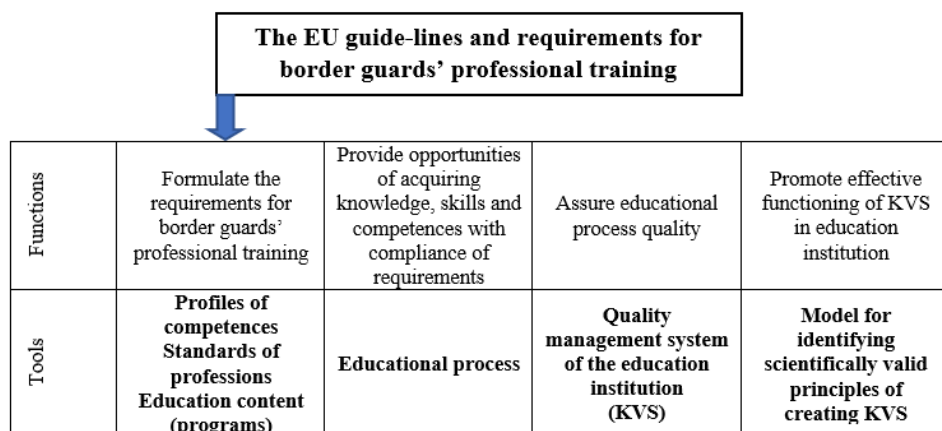 The EU guide-lines and requirements for
border guards’ professional training
Functions
Formulate the
requirements for
border guards’
professional training
Provide opportunities
of acquiring
knowledge, skills and
competences with
compliance of
requirements
Assure educational
process quality
Promote effective
functioning of KVS
in education
institution
Tools
Profiles of
competences
Standards of
professions
Education content
(programs)
Educational process
Quality
management system
of the education
institution
(KVS)
Model for
identifying
scientifically valid
principles of
creating KVS